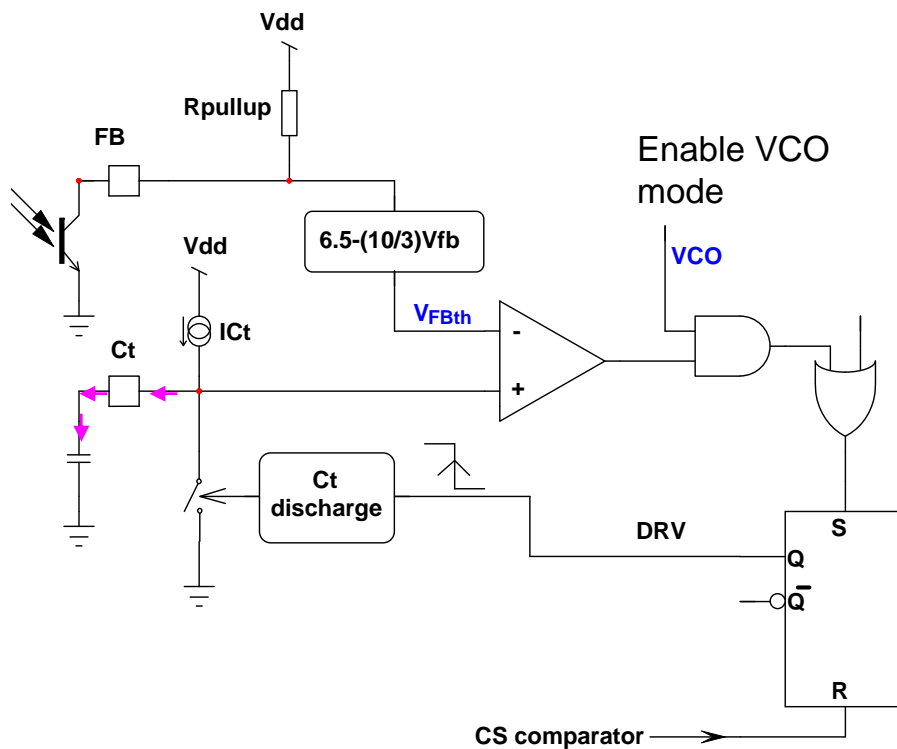 Vdd
Rpullup
FB
Enable VCO
mode
6.5-(10/3)Vfb
Vdd
VCO
VFBth
-
ICt
Ct
+
Ct
discharge
DRV
S
Q
Q̅
R
CS comparator